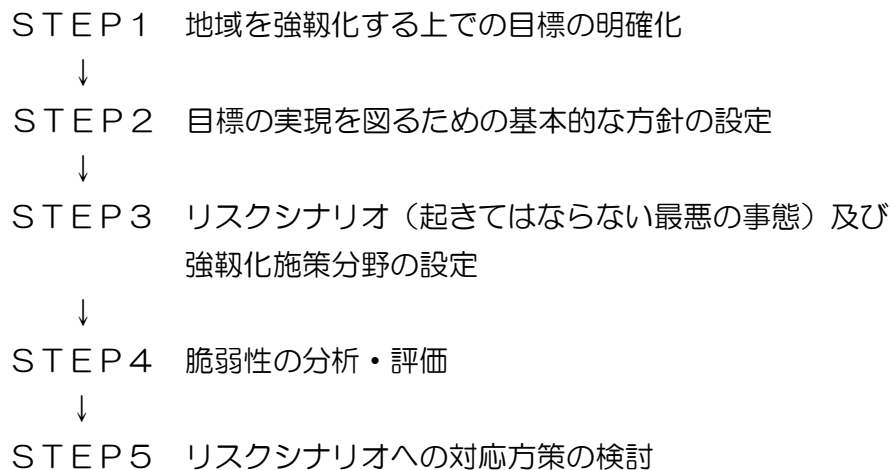 ＳＴＥＰ１　地域を強靱化する上での目標の明確化
↓
ＳＴＥＰ２　目標の実現を図るための基本的な方針の設定
↓
ＳＴＥＰ３　リスクシナリオ（起きてはならない最悪の事態）及び
強靱化施策分野の設定
↓
ＳＴＥＰ４　脆弱性の分析・評価
↓
ＳＴＥＰ５　リスクシナリオへの対応方策の検討